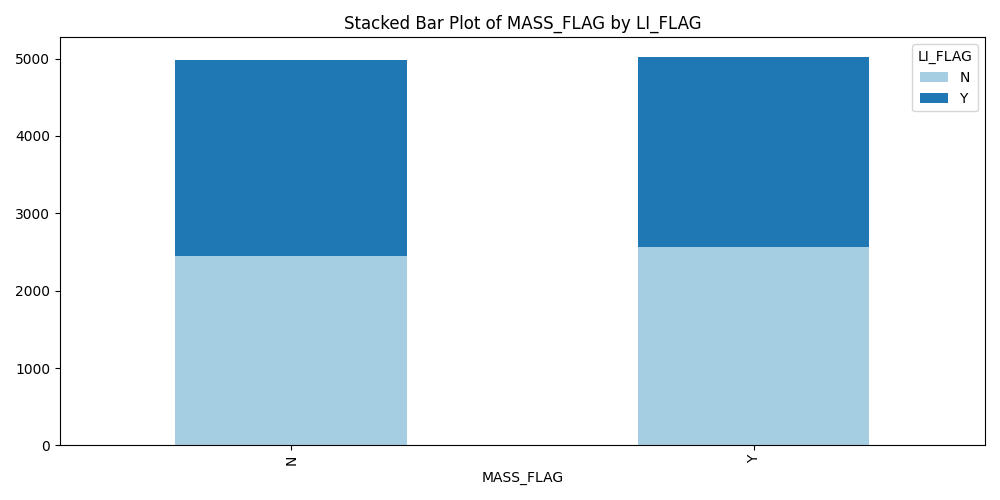 Stacked Bar Plot of MASS_FLAG by LI_FLAG
LI_FLAG
N
Y
5000
4000
3000
2000
1000
0
N
Y
MASS_FLAG